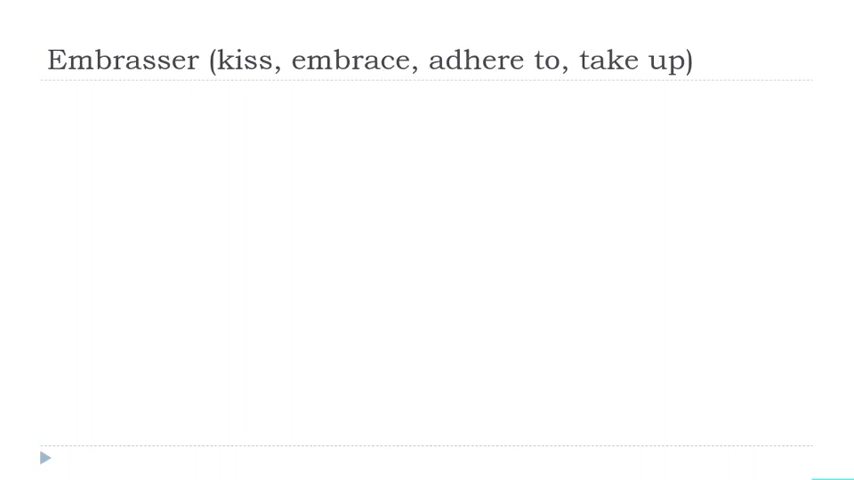 Embrasser (kiss, embrace, adhere to, take up)